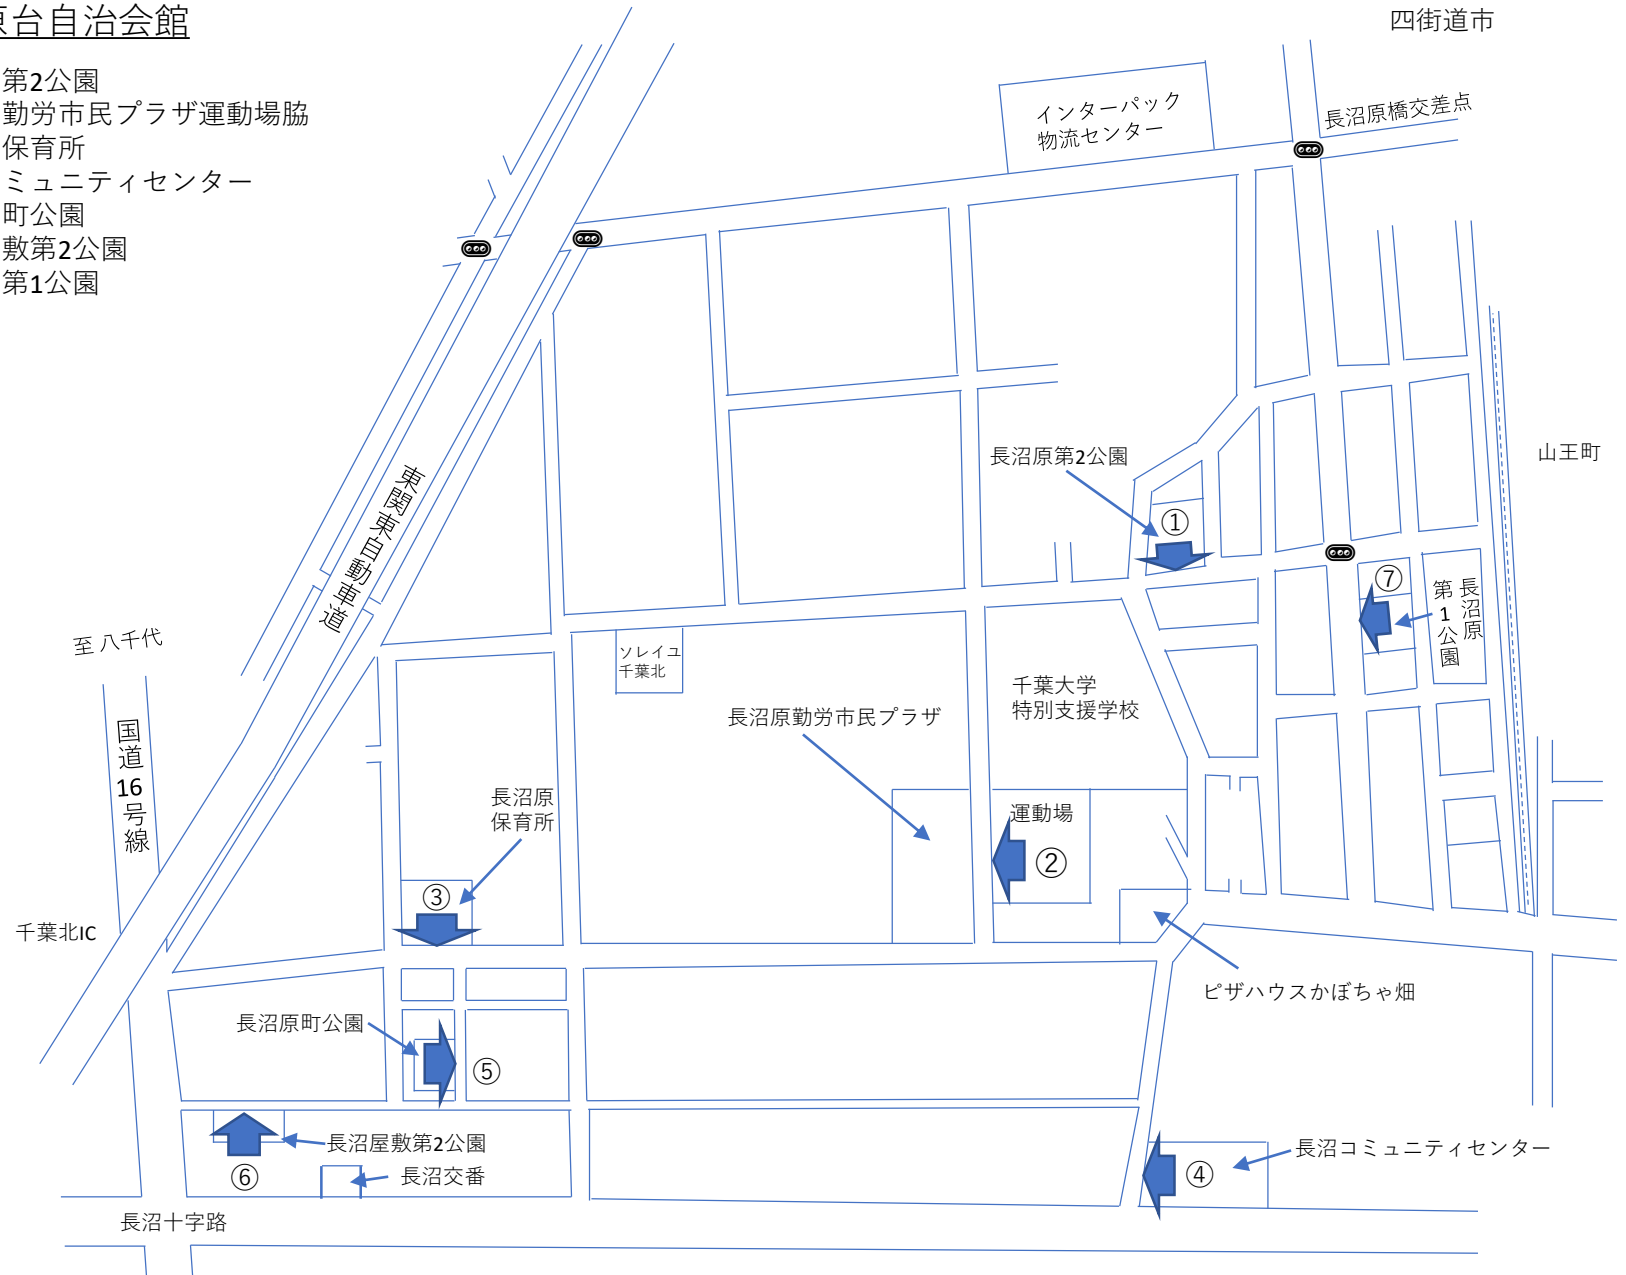 原台自治会館
第2公園
勤労市民プラザ運動場脇
保育所
ミュニティセンター
町公園
敷第2公園
第1公園
四街道市
インターパック
物流センター
長沼原橋交差点
山王町
長沼原第2公園
①
⑦
長沼原
第1公園
東関東自動車道
至 八千代
国道16号線
ソレイユ
千葉北
千葉大学
特別支援学校
長沼原勤労市民プラザ
運動場
②
長沼原
保育所
③
千葉北IC
ピザハウスかぼちゃ畑
長沼原町公園
⑤
長沼屋敷第2公園
⑥
長沼交番
長沼コミュニティセンター
④
長沼十字路